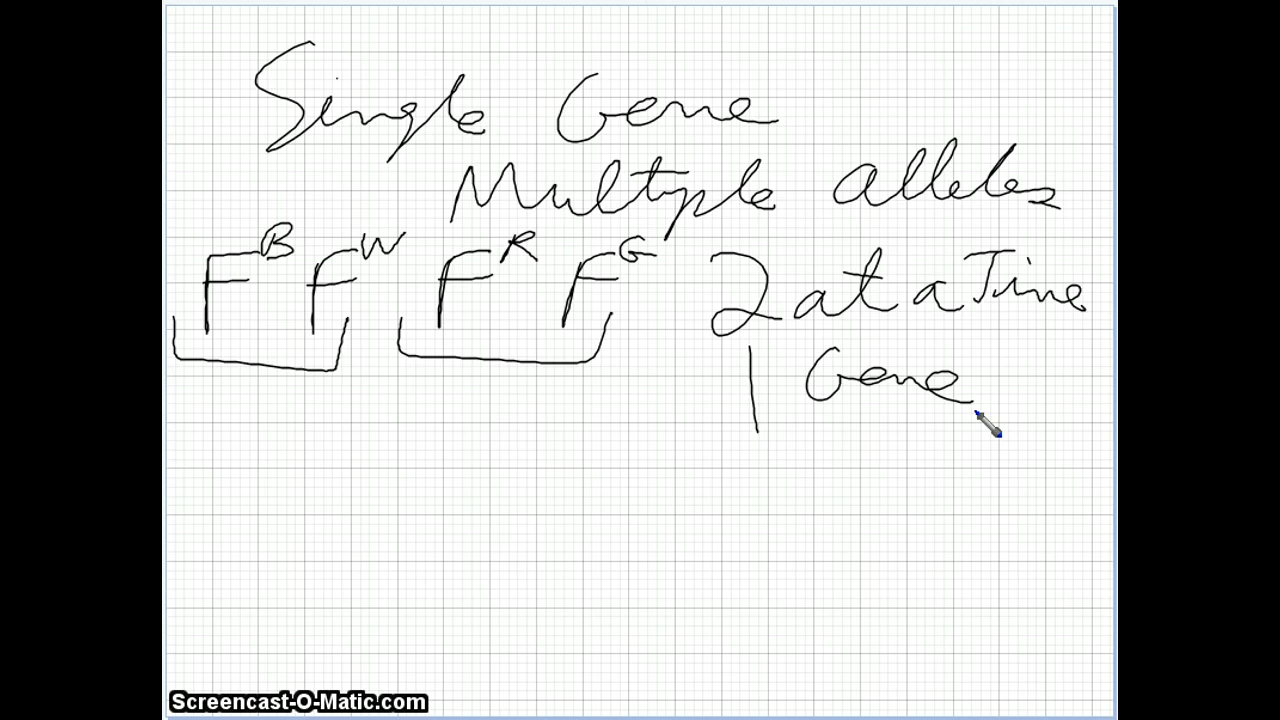 Single Gene
Multiple alleles
F^B F^W F^R F^G 2 at a Time
1 Gene
Screencast-O-Matic.com